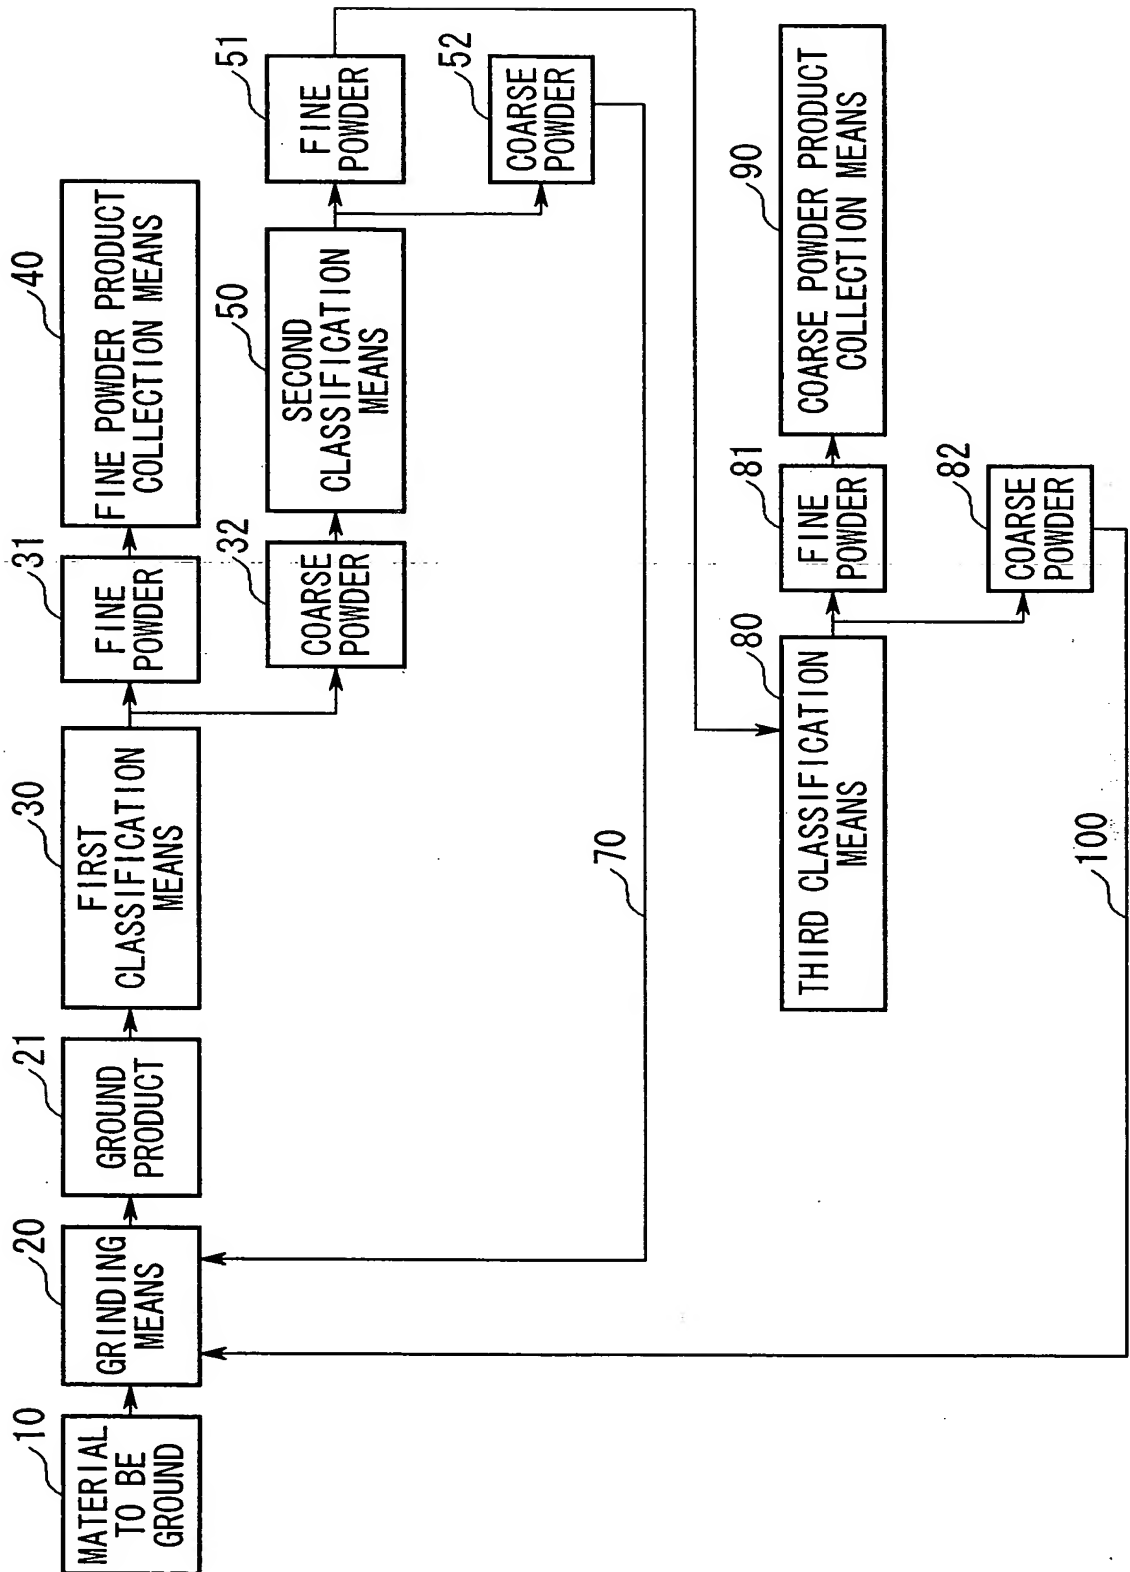 10
MATERIAL
TO BE
GROUND
20
GRINDING
MEANS
21
GROUND
PRODUCT
30
FIRST
CLASSIFICATION
MEANS
31
FINE
POWDER
40
FINE POWDER PRODUCT
COLLECTION MEANS
32
COARSE
POWDER
50
SECOND
CLASSIFICATION
MEANS
51
FINE
POWDER
52
COARSE
POWDER
70
80
THIRD CLASSIFICATION
MEANS
81
FINE
POWDER
90
COARSE POWDER PRODUCT
COLLECTION MEANS
82
COARSE
POWDER
100